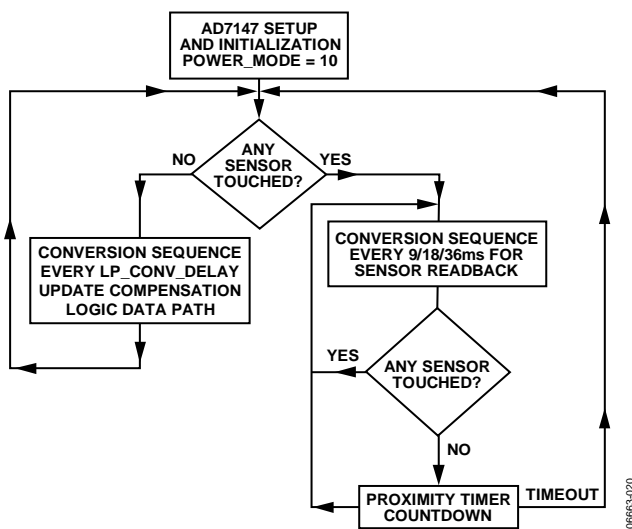 AD7147 SETUP
AND INITIALIZATION
POWER_MODE = 10
ANY
SENSOR
TOUCHED?
NO
YES
CONVERSION SEQUENCE
EVERY LP_CONV_DELAY
UPDATE COMPENSATION
LOGIC DATA PATH
CONVERSION SEQUENCE
EVERY 9/18/36ms FOR
SENSOR READBACK
YES
ANY SENSOR
TOUCHED?
NO
PROXIMITY TIMER
COUNTDOWN
TIMEOUT
06663-020